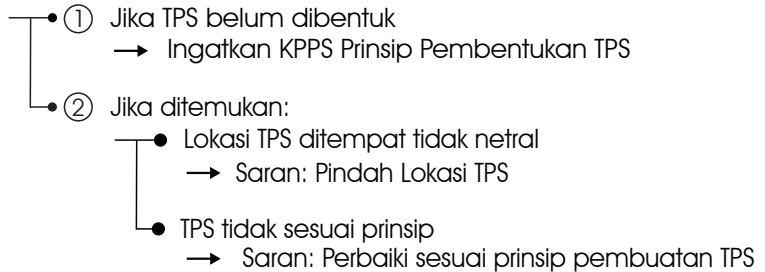 ① Jika TPS belum dibentuk
→ Ingatkan KPPS Prinsip Pembentukan TPS
② Jika ditemukan:
Lokasi TPS ditempat tidak netral
→ Saran: Pindah Lokasi TPS
TPS tidak sesuai prinsip
→ Saran: Perbaiki sesuai prinsip pembuatan TPS